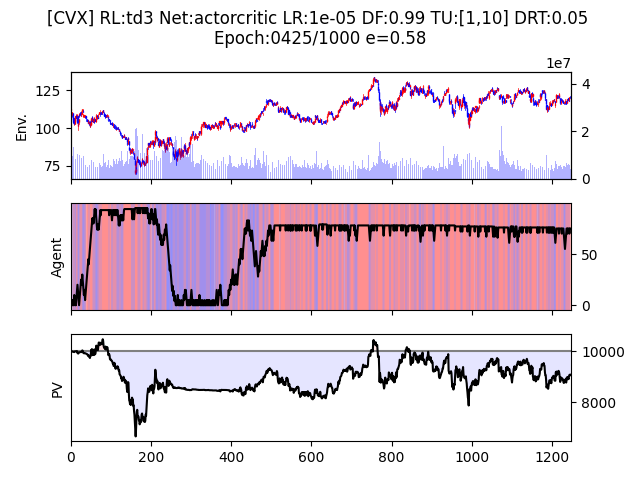 [CVX] RL:td3 Net:actorcritic LR:1e-05 DF:0.99 TU:[1,10] DRT:0.05
Epoch:0425/1000 e=0.58
1e7
125
100
75
Env.
4
2
0
Agent
50
0
PV
10000
8000
0
200
400
600
800
1000
1200